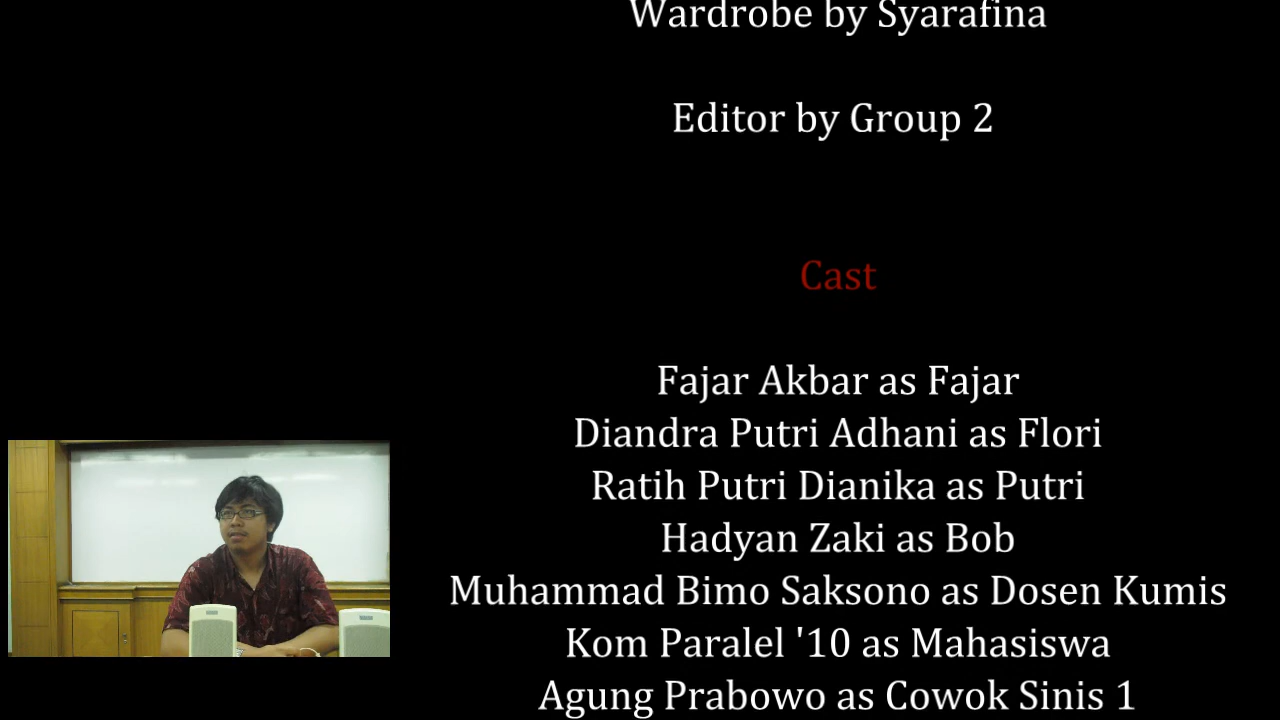 Wardrobe by Syarafina
Editor by Group 2
Cast
Fajar Akbar as Fajar
Diandra Putri Adhani as Flori
Ratih Putri Dianika as Putri
Hadyan Zaki as Bob
Muhammad Bimo Saksono as Dosen Kumis
Kom Paralel '10 as Mahasiswa
Agung Prabowo as Cowok Sinis 1